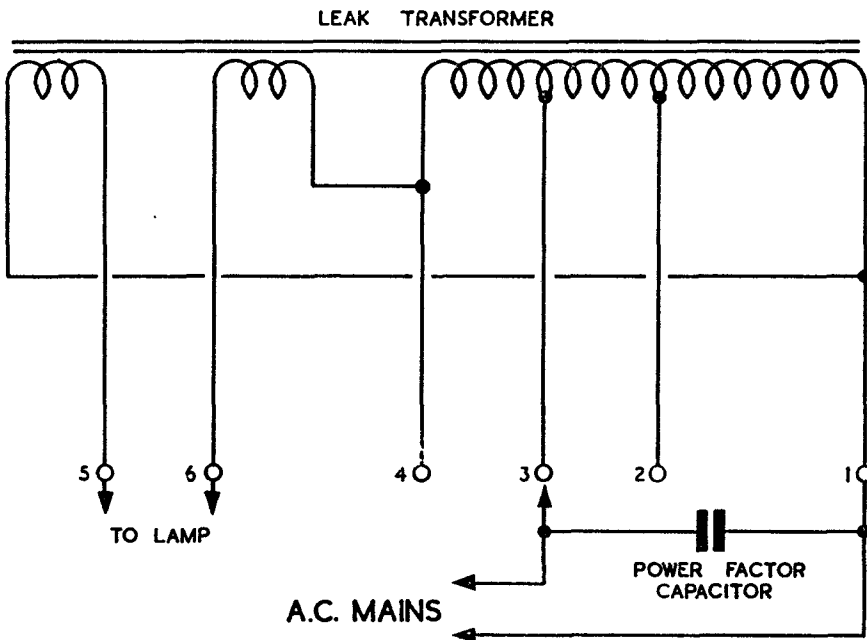 LEAK TRANSFORMER
5
6
4
3
2
1
TO LAMP
POWER FACTOR
CAPACITOR
A.C. MAINS